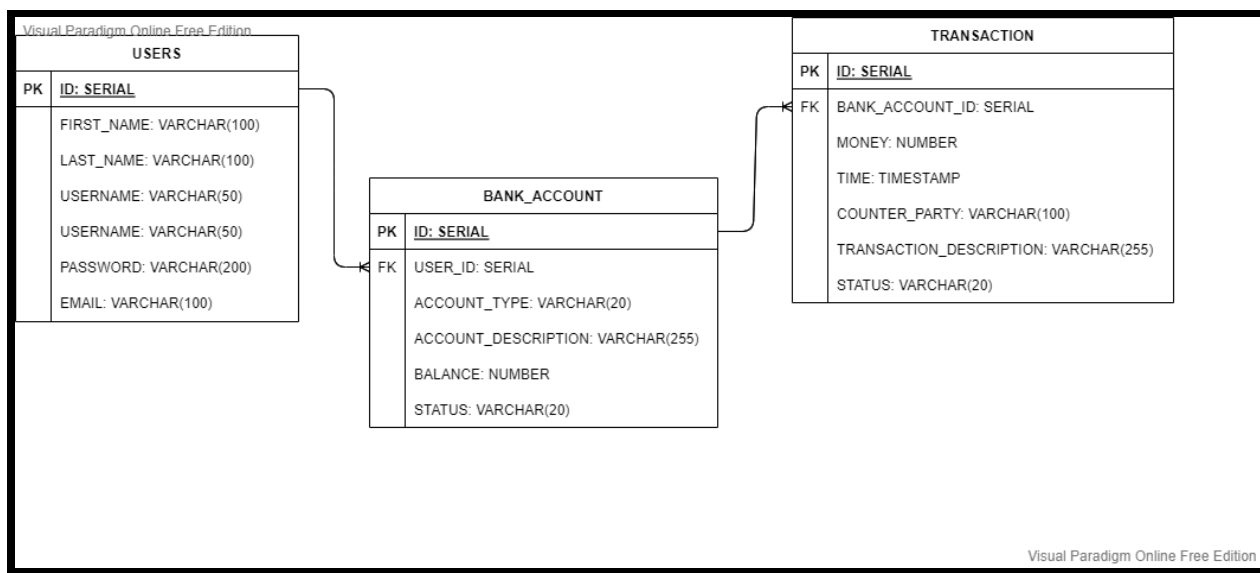 Visual Paradigm Online Free Edition
USERS
PK ID: SERIAL
FIRST_NAME: VARCHAR(100)
LAST_NAME: VARCHAR(100)
USERNAME: VARCHAR(50)
USERNAME: VARCHAR(50)
PASSWORD: VARCHAR(200)
EMAIL: VARCHAR(100)
BANK_ACCOUNT
PK ID: SERIAL
FK USER_ID: SERIAL
ACCOUNT_TYPE: VARCHAR(20)
ACCOUNT_DESCRIPTION: VARCHAR(255)
BALANCE: NUMBER
STATUS: VARCHAR(20)
TRANSACTION
PK ID: SERIAL
FK BANK_ACCOUNT_ID: SERIAL
MONEY: NUMBER
TIME: TIMESTAMP
COUNTER_PARTY: VARCHAR(100)
TRANSACTION_DESCRIPTION: VARCHAR(255)
STATUS: VARCHAR(20)
Visual Paradigm Online Free Edition